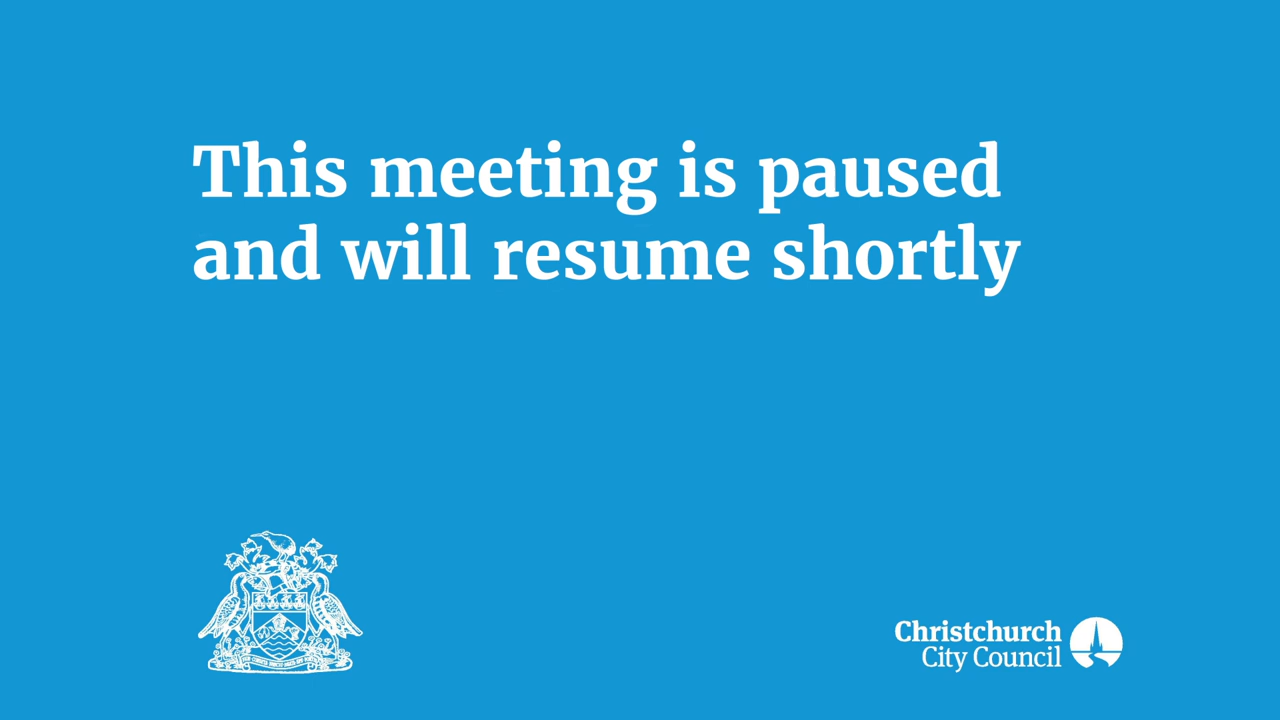 This meeting is paused
and will resume shortly
Christchurch
City Council